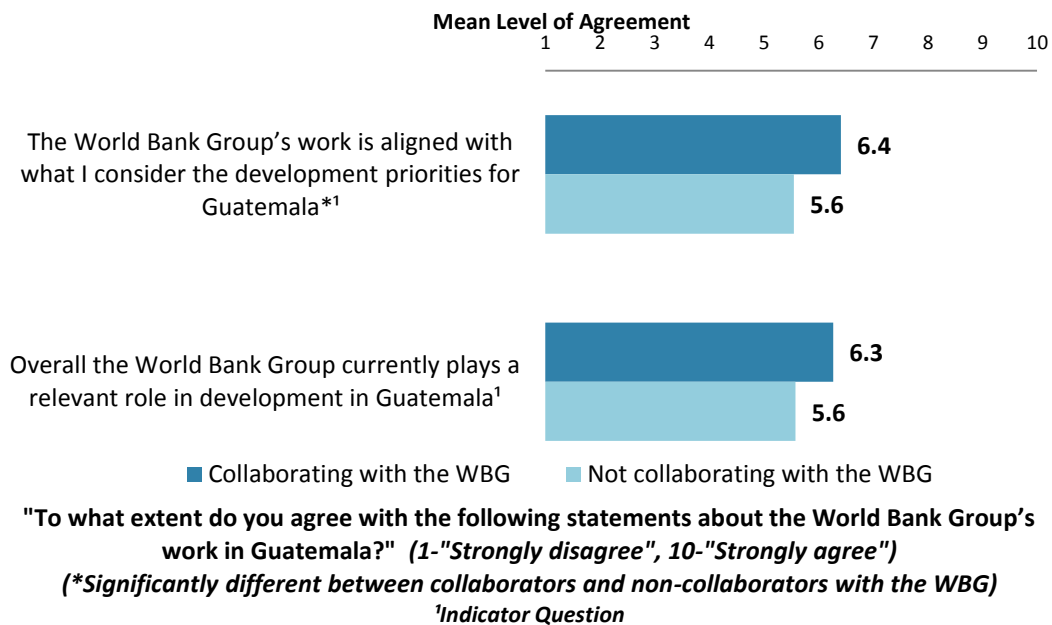 Mean Level of Agreement
1 2 3 4 5 6 7 8 9 10
The World Bank Group’s work is aligned with
what I consider the development priorities for
Guatemala*¹
6.4
5.6
Overall the World Bank Group currently plays a
relevant role in development in Guatemala¹
6.3
5.6
Collaborating with the WBG Not collaborating with the WBG
"To what extent do you agree with the following statements about the World Bank Group’s
work in Guatemala?" (1-"Strongly disagree", 10-"Strongly agree")
(*Significantly different between collaborators and non-collaborators with the WBG)
¹Indicator Question